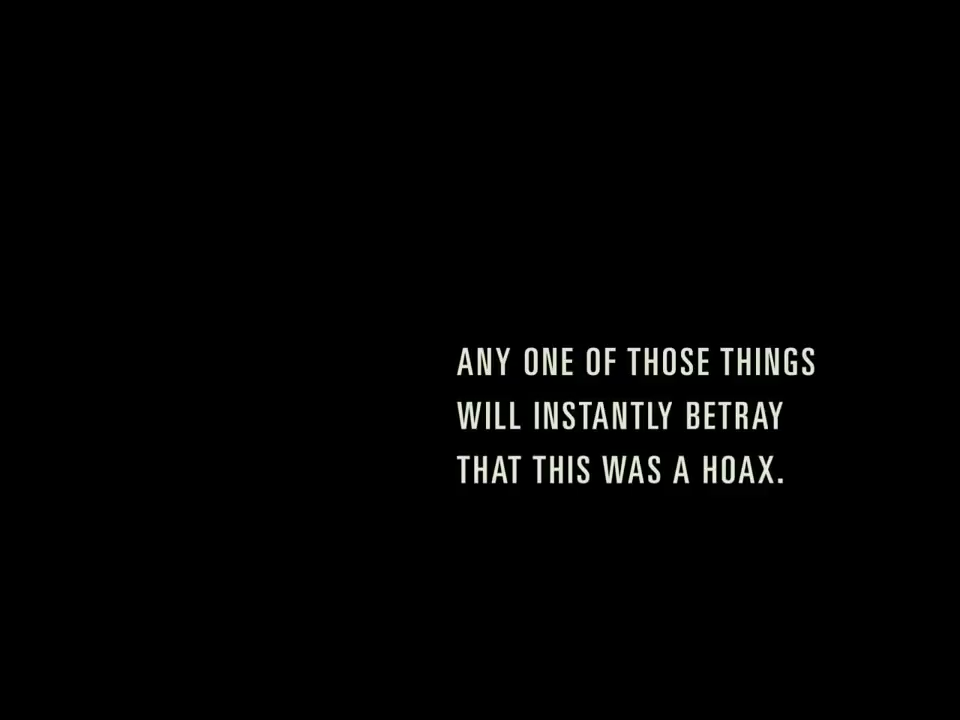 ANY ONE OF THOSE THINGS
WILL INSTANTLY BETRAY
THAT THIS WAS A HOAX.